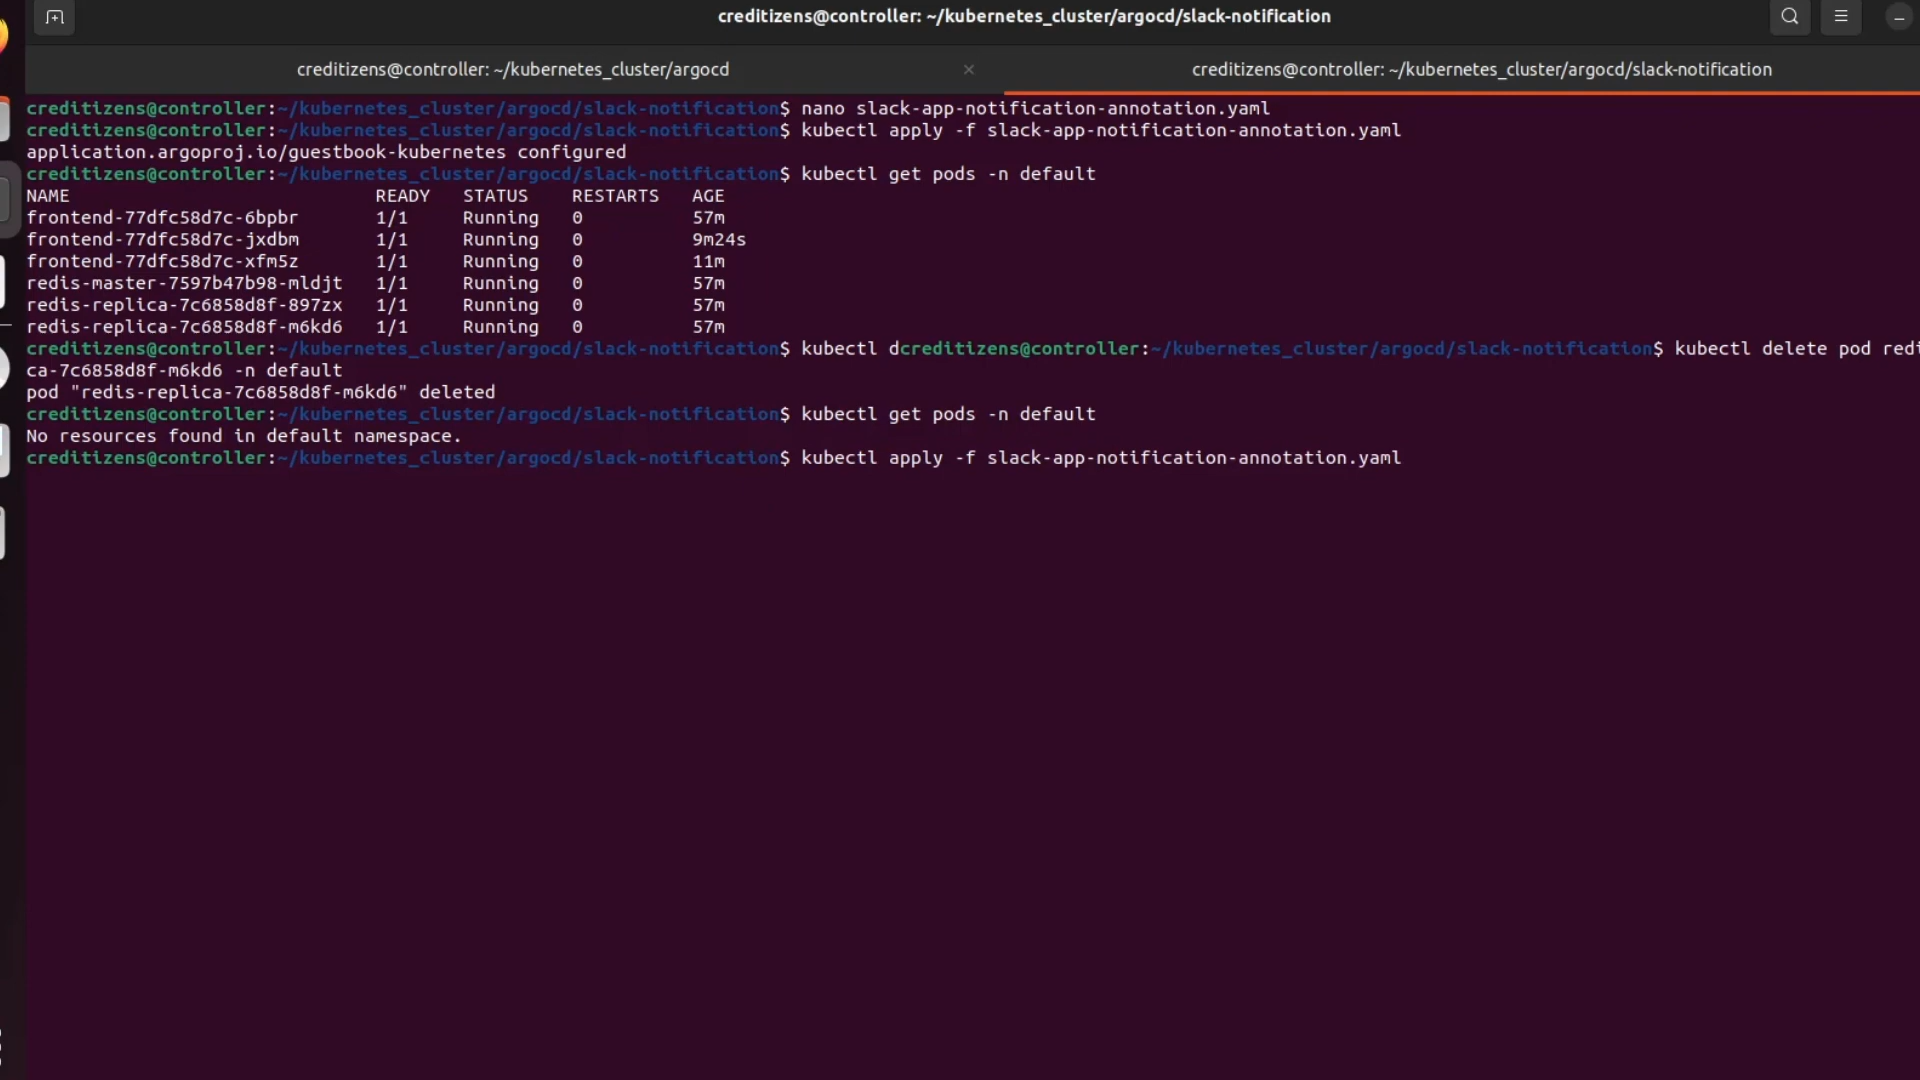 creditizens@controller: ~/kubernetes_cluster/argocd/slack-notification
creditizens@controller: ~/kubernetes_cluster/argocd
creditizens@controller: ~/kubernetes_cluster/argocd/slack-notification
creditizens@controller:~/kubernetes_cluster/argocd/slack-notification$ nano slack-app-notification-annotation.yaml
creditizens@controller:~/kubernetes_cluster/argocd/slack-notification$ kubectl apply -f slack-app-notification-annotation.yaml
application.argoproj.io/guestbook-kubernetes configured
creditizens@controller:~/kubernetes_cluster/argocd/slack-notification$ kubectl get pods -n default
NAME READY STATUS RESTARTS AGE
frontend-77dfc58d7c-6bpbr 1/1 Running 0 57m
frontend-77dfc58d7c-jxdbm 1/1 Running 0 9m24s
frontend-77dfc58d7c-xfm5z 1/1 Running 0 11m
redis-master-7597b47b98-mldjt 1/1 Running 0 57m
redis-replica-7c6858d8f-897zx 1/1 Running 0 57m
redis-replica-7c6858d8f-m6kd6 1/1 Running 0 57m
creditizens@controller:~/kubernetes_cluster/argocd/slack-notification$ kubectl dcreditizens@controller:~/kubernetes_cluster/argocd/slack-notification$ kubectl delete pod redi
ca-7c6858d8f-m6kd6 -n default
pod "redis-replica-7c6858d8f-m6kd6" deleted
creditizens@controller:~/kubernetes_cluster/argocd/slack-notification$ kubectl get pods -n default
No resources found in default namespace.
creditizens@controller:~/kubernetes_cluster/argocd/slack-notification$ kubectl apply -f slack-app-notification-annotation.yaml